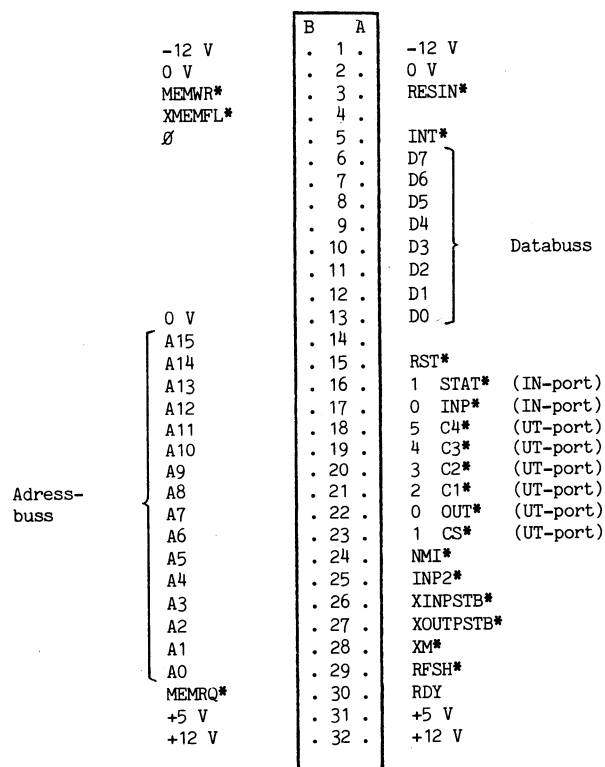 B A
-12 V . 1 . -12 V
0 V . 2 . 0 V
MEMWR* . 3 . RESIN*
XMEMFL* . 4 .
Ø . 5 . INT*
. 6 . D7
. 7 . D6
. 8 . D5
. 9 . D4
. 10 . D3 Databuss
. 11 . D2
. 12 . D1
0 V . 13 . D0
A15 . 14 .
A14 . 15 . RST*
A13 . 16 . 1 STAT* (IN-port)
A12 . 17 . 0 INP* (IN-port)
A11 . 18 . 5 C4* (UT-port)
A10 . 19 . 4 C3* (UT-port)
A9 . 20 . 3 C2* (UT-port)
Adress- A8 . 21 . 2 C1* (UT-port)
buss A7 . 22 . 0 OUT* (UT-port)
A6 . 23 . 1 CS* (UT-port)
A5 . 24 . NMI*
A4 . 25 . INP2*
A3 . 26 . XINPSTB*
A2 . 27 . XOUTPSTB*
A1 . 28 . XM*
A0 . 29 . RFSH*
MEMRQ* . 30 . RDY
+5 V . 31 . +5 V
+12 V . 32 . +12 V